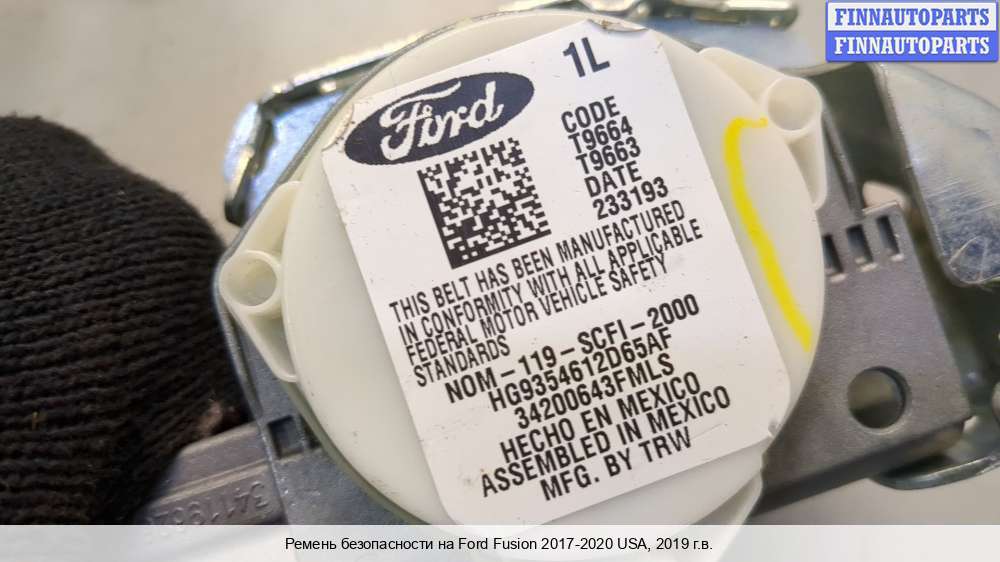 FINNAUTOPARTS
FINNAUTOPARTS
1L
Ford
CODE
T9664
T9663
DATE
233193
THIS BELT HAS BEEN MANUFACTURED
IN CONFORMITY WITH ALL APPLICABLE
FEDERAL MOTOR VEHICLE SAFETY
STANDARDS
NOM-119-SCFI-2000
HG9354612D65AF
34200643FMLS
HECHO EN MEXICO
ASSEMBLED IN MEXICO
MFG. BY TRW
Ремень безопасности на Ford Fusion 2017-2020 USA, 2019 г.в.